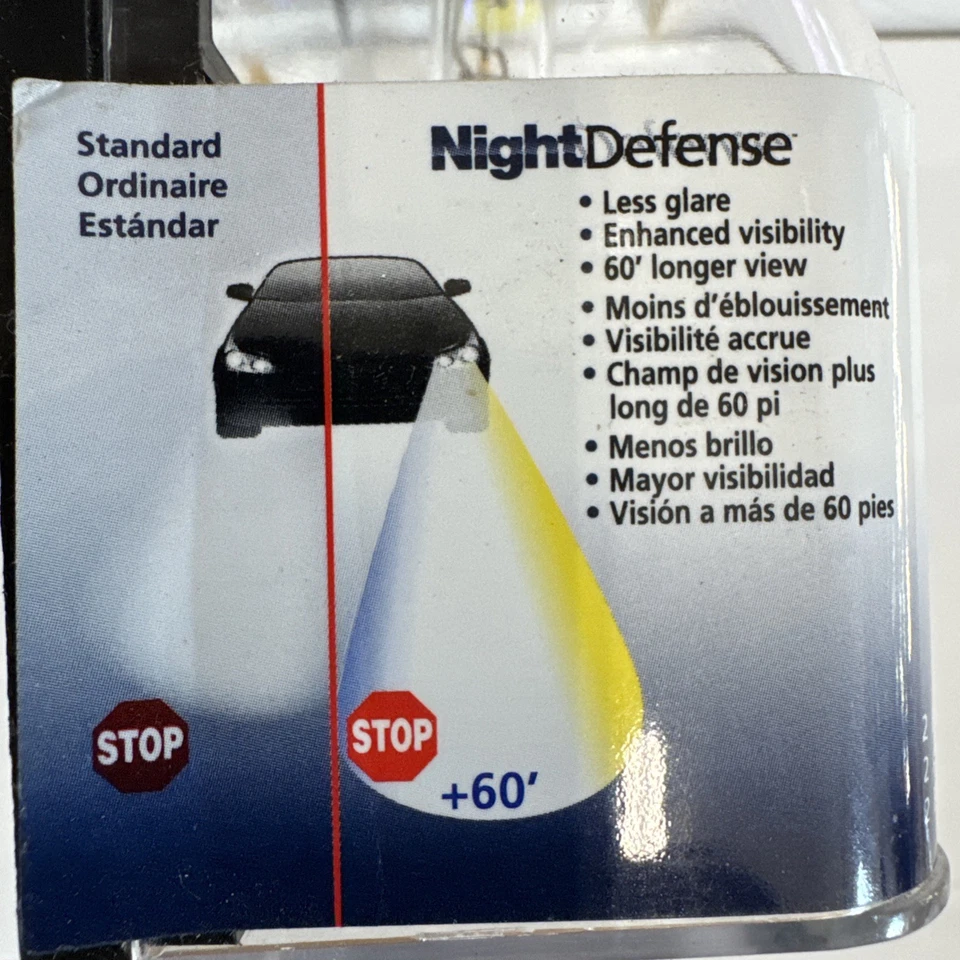 Standard
Ordinaire
Estándar
NightDefense™
• Less glare
• Enhanced visibility
• 60’ longer view
• Moins d’éblouissement
• Visibilité accrue
• Champ de vision plus
long de 60 pi
• Menos brillo
• Mayor visibilidad
• Visión a más de 60 pies
STOP
STOP
+60’